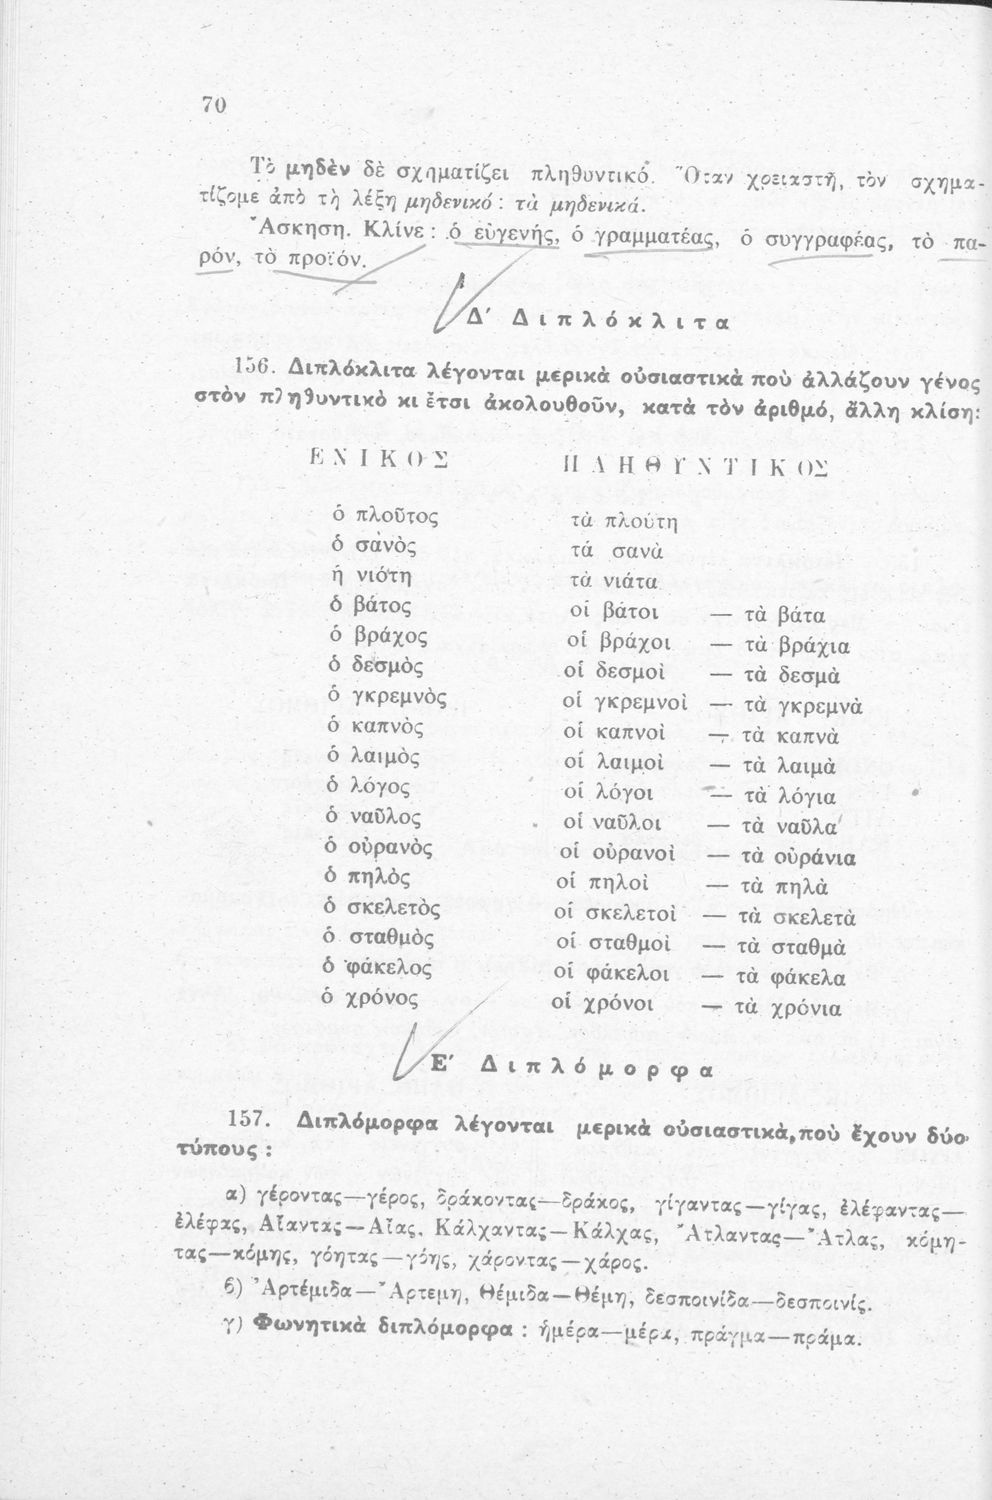 70
Τὸ μηδὲν δὲ σχηματίζει πληθυντικό. Ὅταν χρειαστῆ, τὸν σχημα-
τίζομε ἀπὸ τὴ λέξη μηδενικό : τὰ μηδενικά.
Ἄσκηση. Κλίνε : ὁ εὐγενής, ὁ γραμματέας, ὁ συγγραφέας, τὸ πα-
ρόν, τὸ προϊόν.
Δ′ Διπλόκλιτα
156. Διπλόκλιτα λέγονται μερικὰ οὐσιαστικὰ ποὺ ἀλλάζουν γένος
στὸν πληθυντικὸ κι ἔτσι ἀκολουθοῦν, κατὰ τὸν ἀριθμό, ἄλλη κλίση:
ΕΝΙΚΟΣ ΠΛΗΘΥΝΤΙΚΟΣ
ὁ πλοῦτος τὰ πλούτη
ὁ σανὸς τά σανὰ
ἡ νιότη τὰ νιάτα
ὁ βάτος οἱ βάτοι — τὰ βάτα
ὁ βράχος οἱ βράχοι — τὰ βράχια
ὁ δεσμὸς οἱ δεσμοὶ — τὰ δεσμὰ
ὁ γκρεμνὸς οἱ γκρεμνοὶ — τὰ γκρεμνὰ
ὁ καπνὸς οἱ καπνοὶ — τὰ καπνὰ
ὁ λαιμὸς οἱ λαιμοὶ — τὰ λαιμὰ
ὁ λόγος οἱ λόγοι — τὰ λόγια
ὁ ναῦλος οἱ ναῦλοι — τὰ ναῦλα
ὁ οὐρανὸς οἱ οὐρανοὶ — τὰ οὐράνια
ὁ πηλὸς οἱ πηλοὶ — τὰ πηλὰ
ὁ σκελετὸς οἱ σκελετοὶ — τὰ σκελετὰ
ὁ σταθμὸς οἱ σταθμοὶ — τὰ σταθμὰ
ὁ φάκελος οἱ φάκελοι — τὰ φάκελα
ὁ χρόνος οἱ χρόνοι — τὰ χρόνια
Ε′ Διπλόμορφα
157. Διπλόμορφα λέγονται μερικὰ οὐσιαστικὰ, ποὺ ἔχουν δύο
τύπους :
α) γέροντας—γέρος, δράκοντας—δράκος, γίγαντας—γίγας, ἐλέφαντας—
ἐλέφας, Αἴαντας—Αἴας, Κάλχαντας—Κάλχας, Ἄτλαντας—Ἄτλας, κόμη-
τας—κόμης, γόητας—γόης, χάροντας—χάρος.
β) Ἀρτέμιδα—Ἄρτεμη, Θέμιδα—Θέμη, δεσποινίδα—δεσποινίς.
γ) Φωνητικὰ διπλόμορφα : ἡμέρα—μέρα, πράγμα—πράμα.